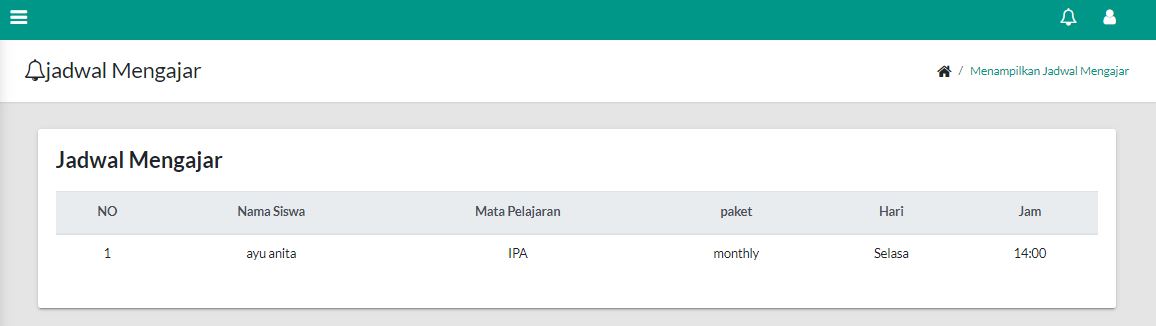 jadwal Mengajar
/ Menampilkan Jadwal Mengajar
Jadwal Mengajar
NO Nama Siswa Mata Pelajaran paket Hari Jam
1 ayu anita IPA monthly Selasa 14:00